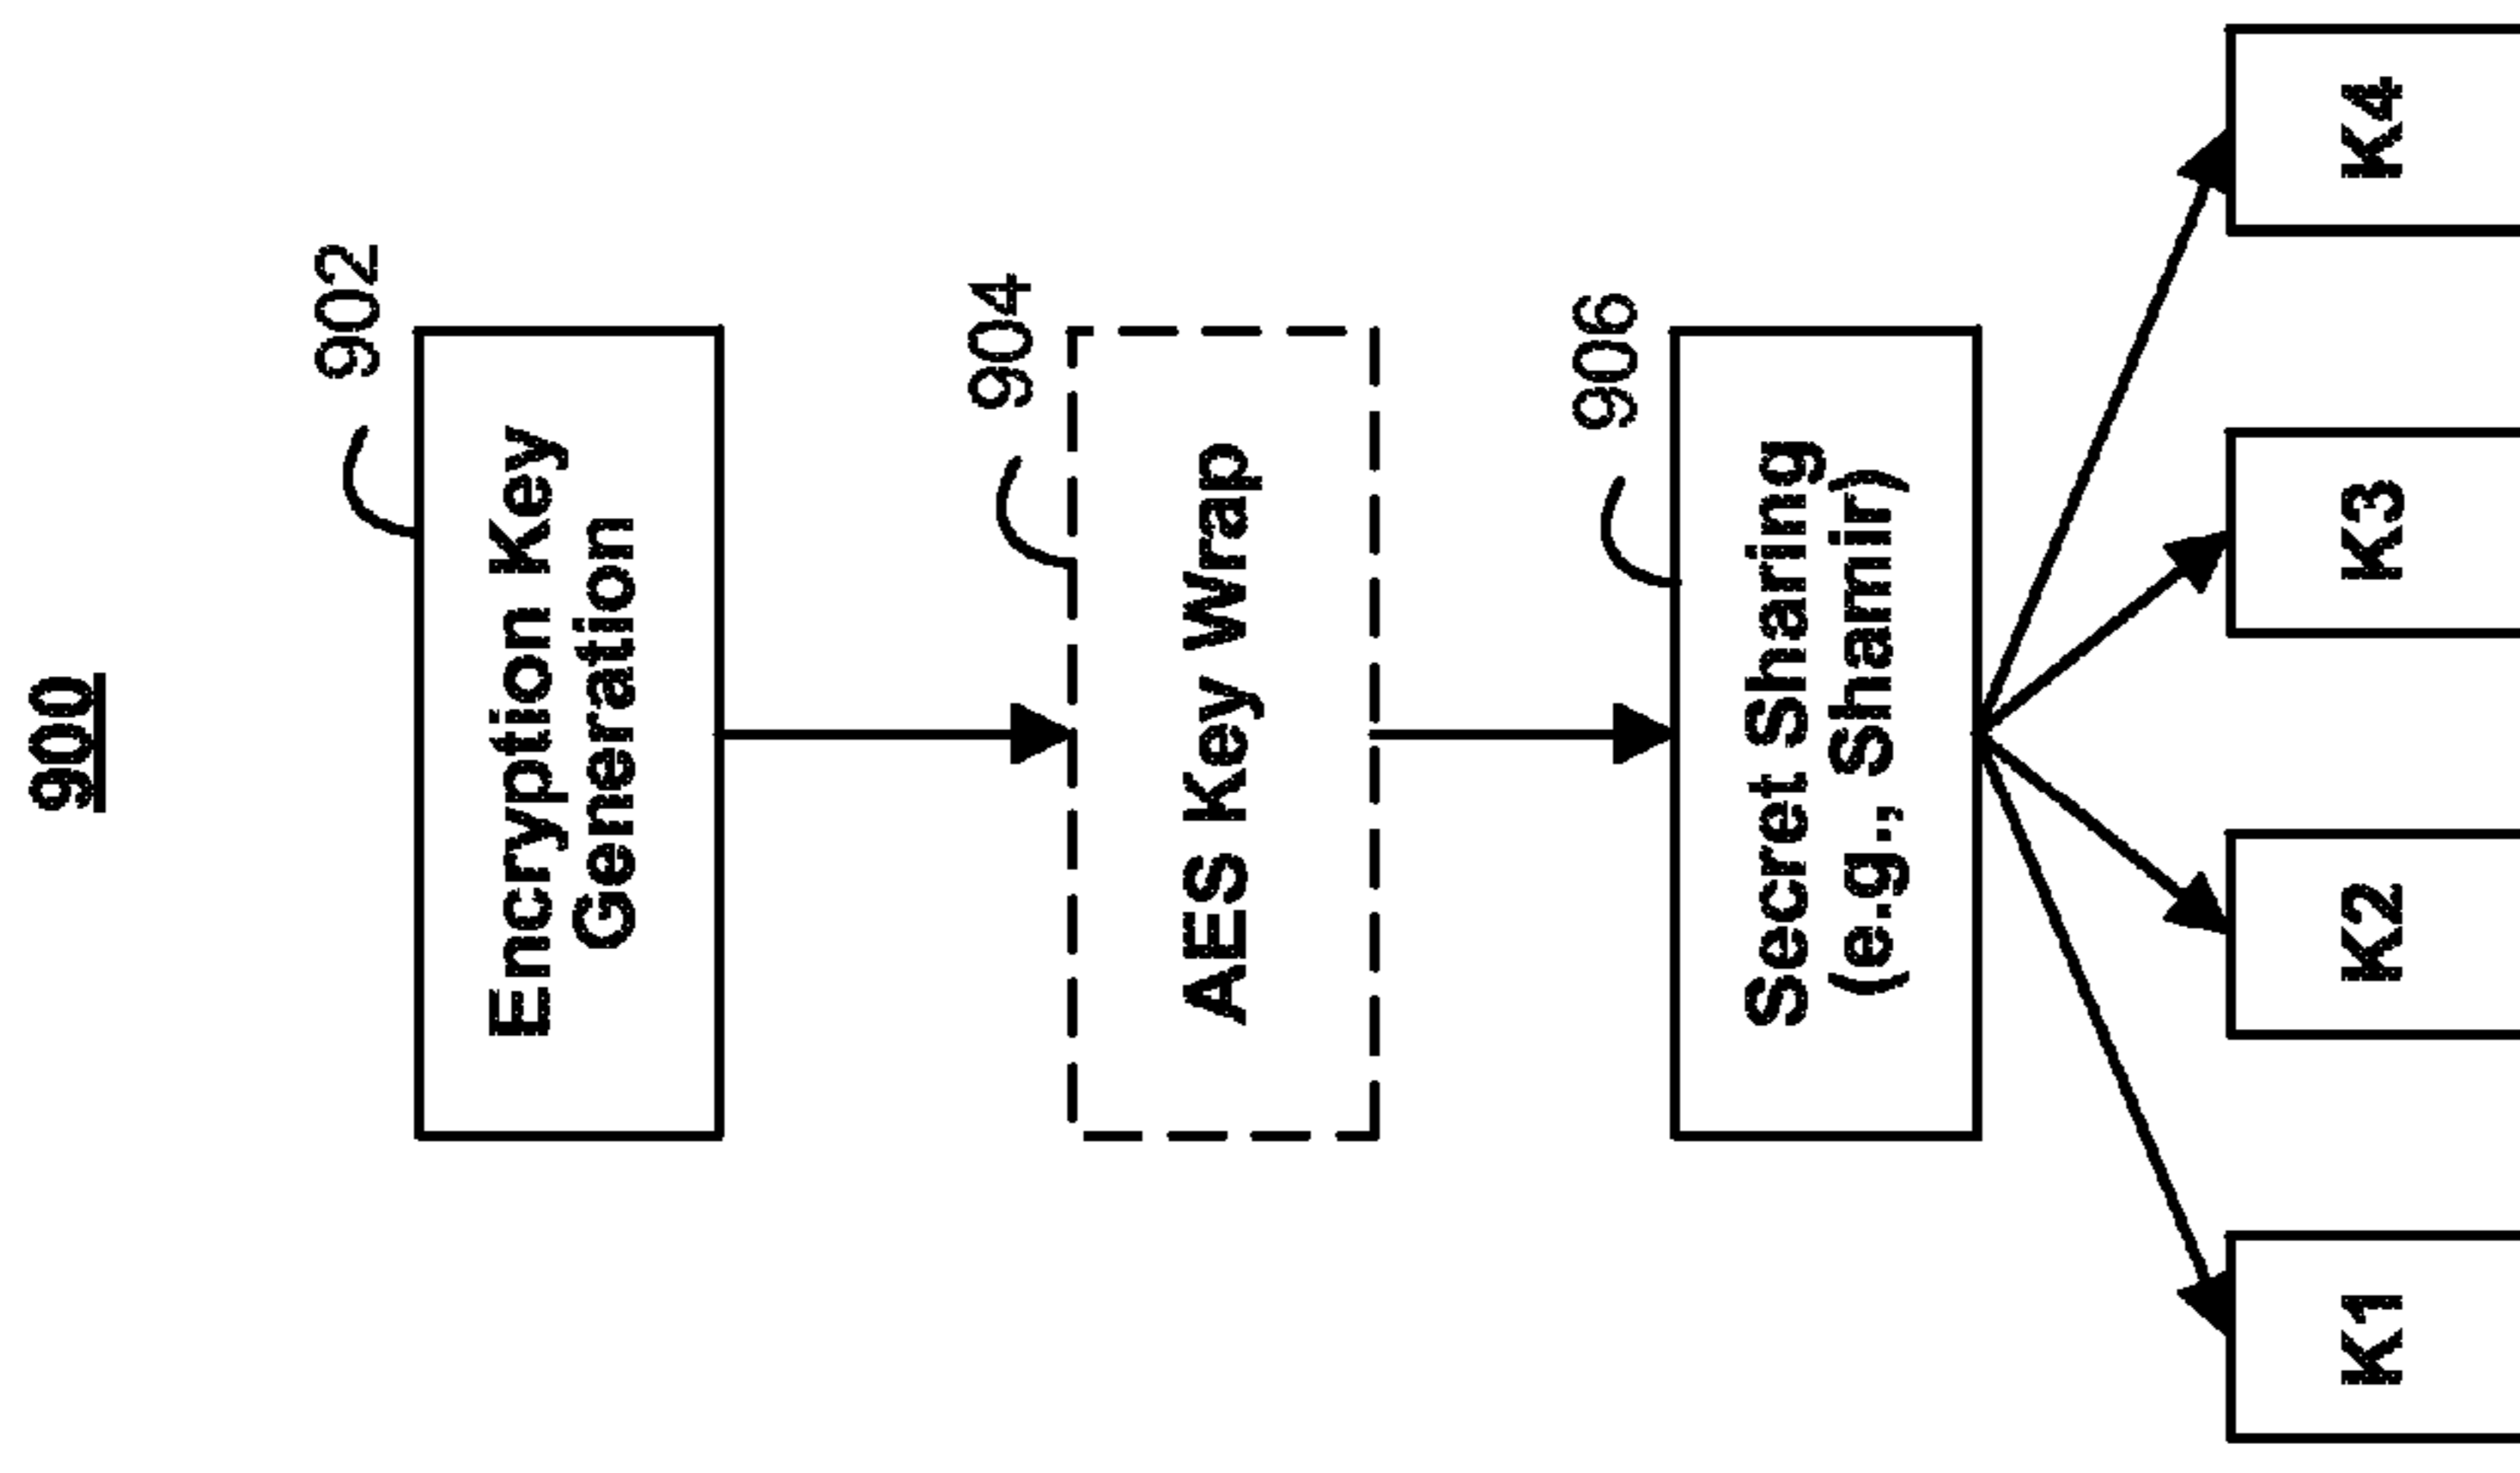 900
902
Encryption Key
Generation
904
AES Key Wrap
906
Secret Sharing
(e.g., Shamir)
K1
K2
K3
K4